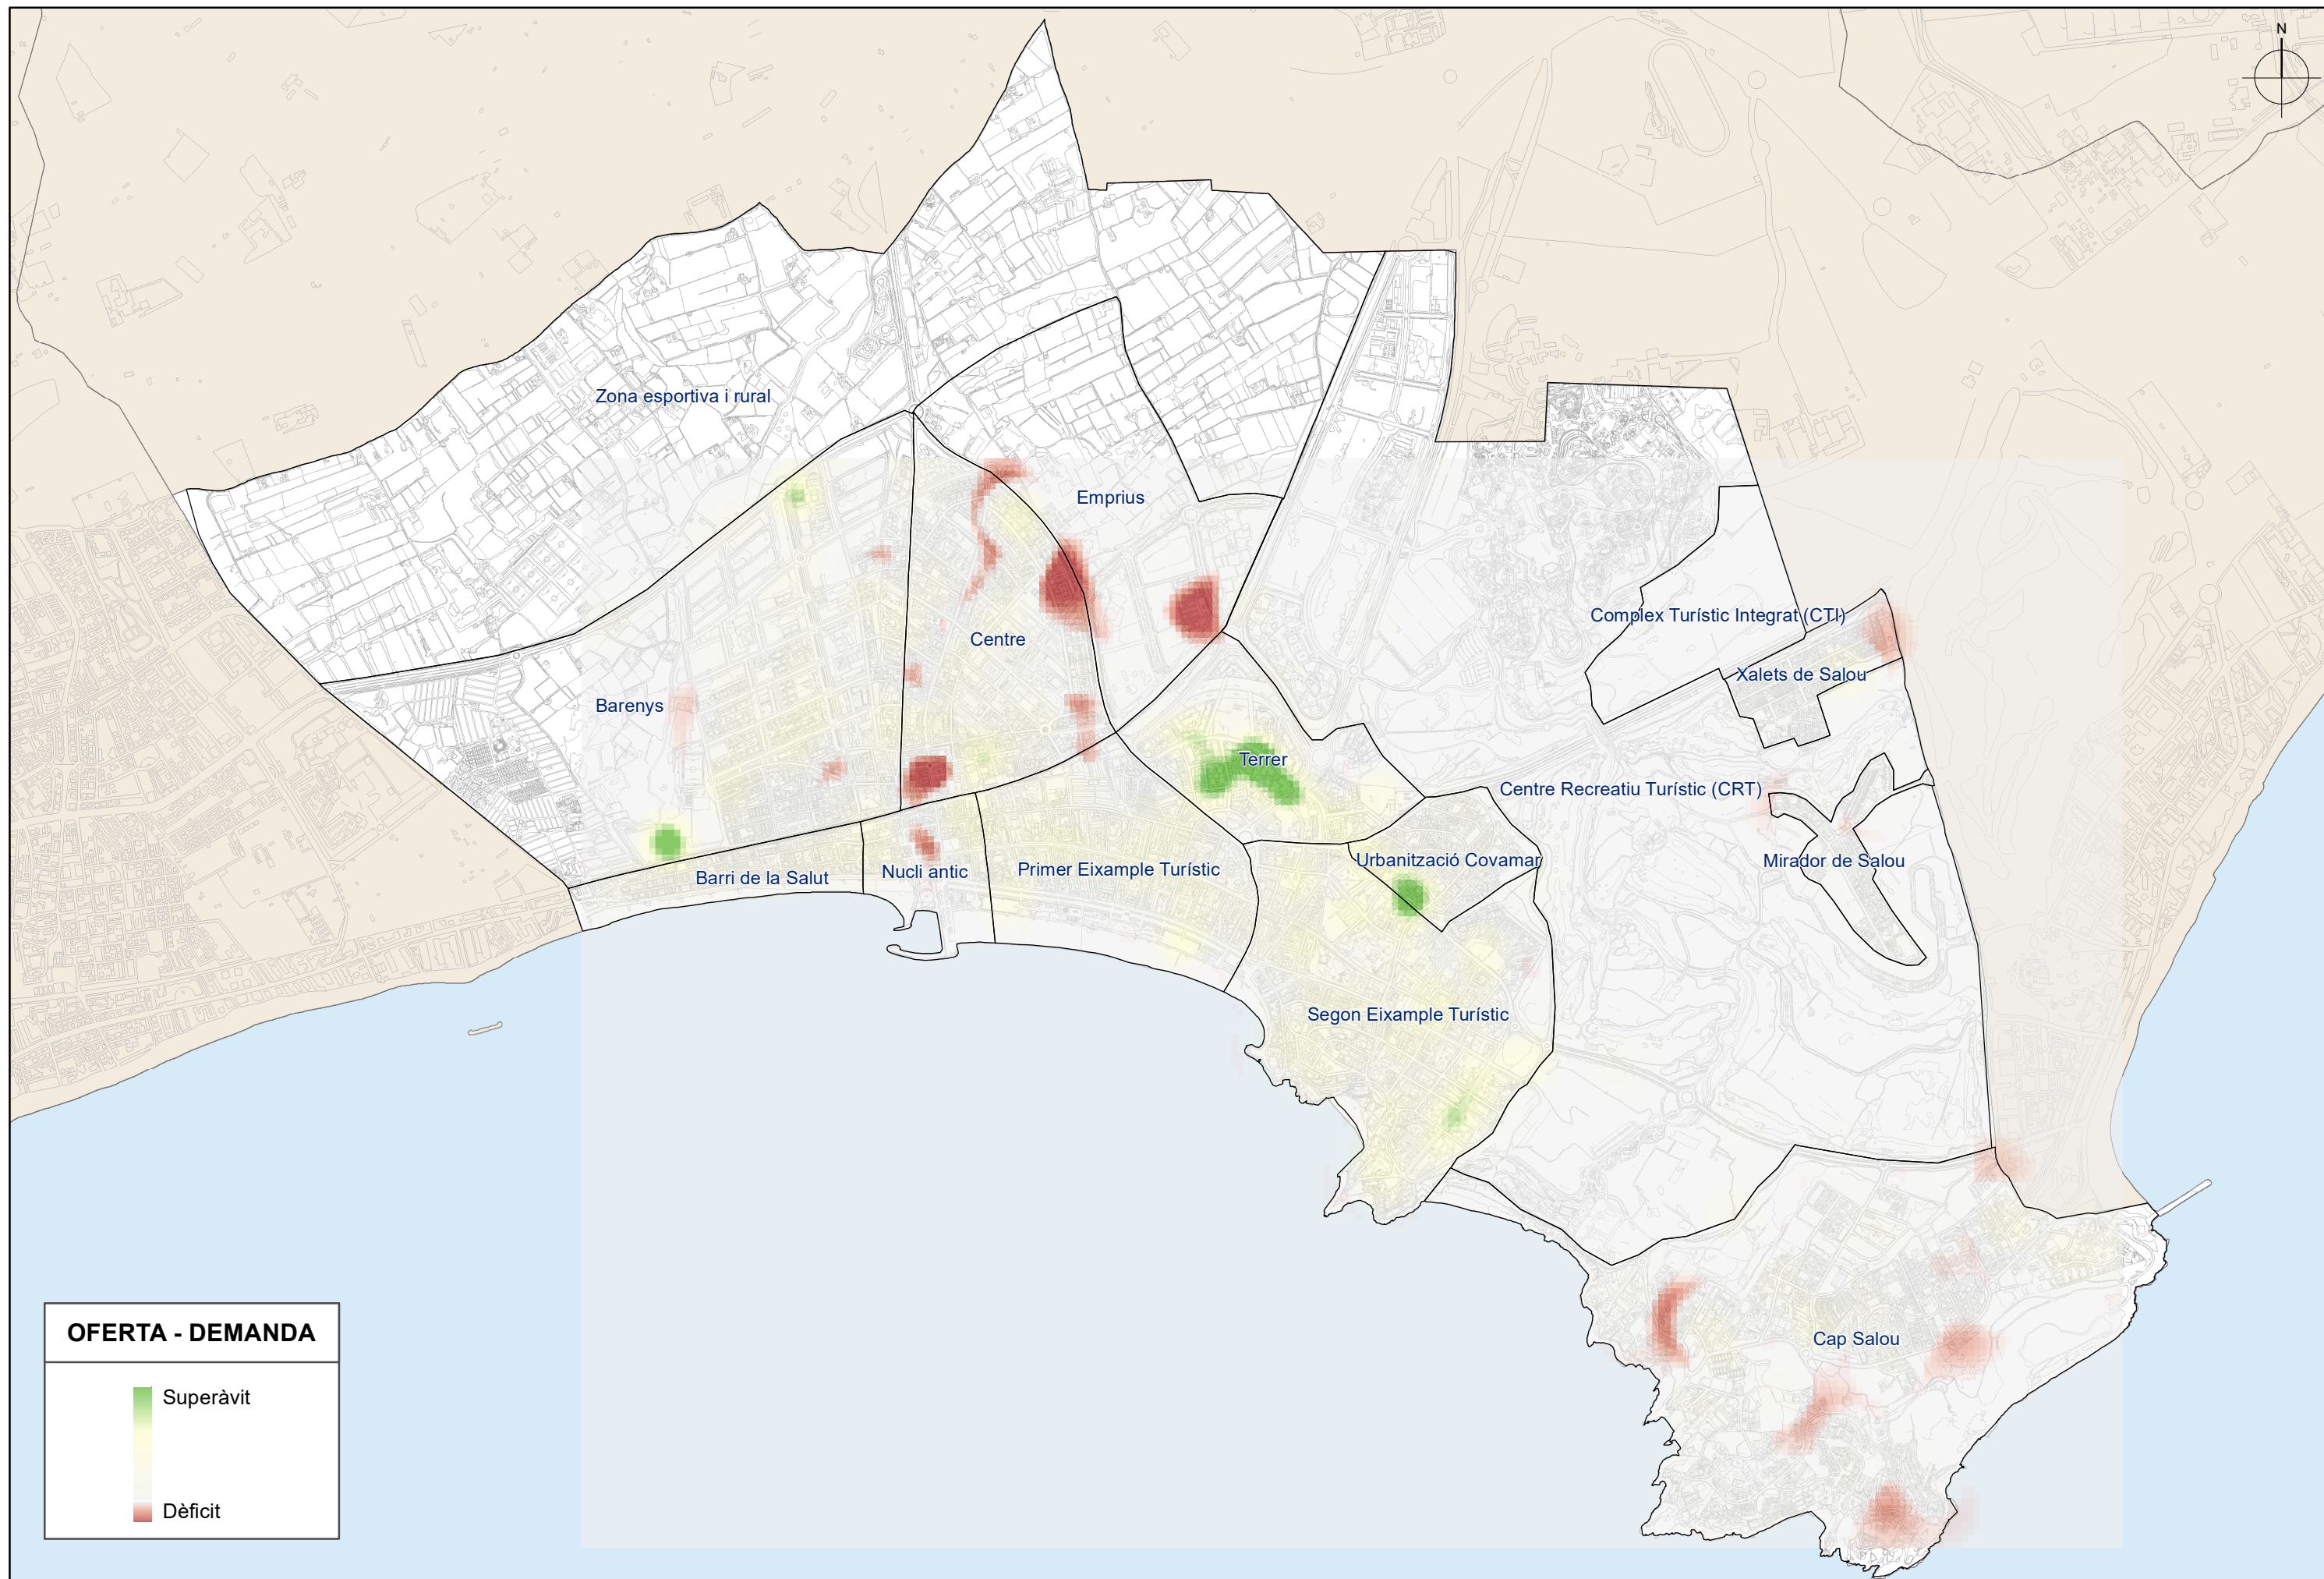 N
Zona esportiva i rural
Emprius
Complex Turístic Integrat (CTI)
Centre
Xalets de Salou
Barenys
Terrer
Centre Recreatiu Turístic (CRT)
Urbanització Covamar
Mirador de Salou
Barri de la Salut
Nucli antic
Primer Eixample Turístic
Segon Eixample Turístic
Cap Salou
OFERTA - DEMANDA
Superàvit
Dèficit